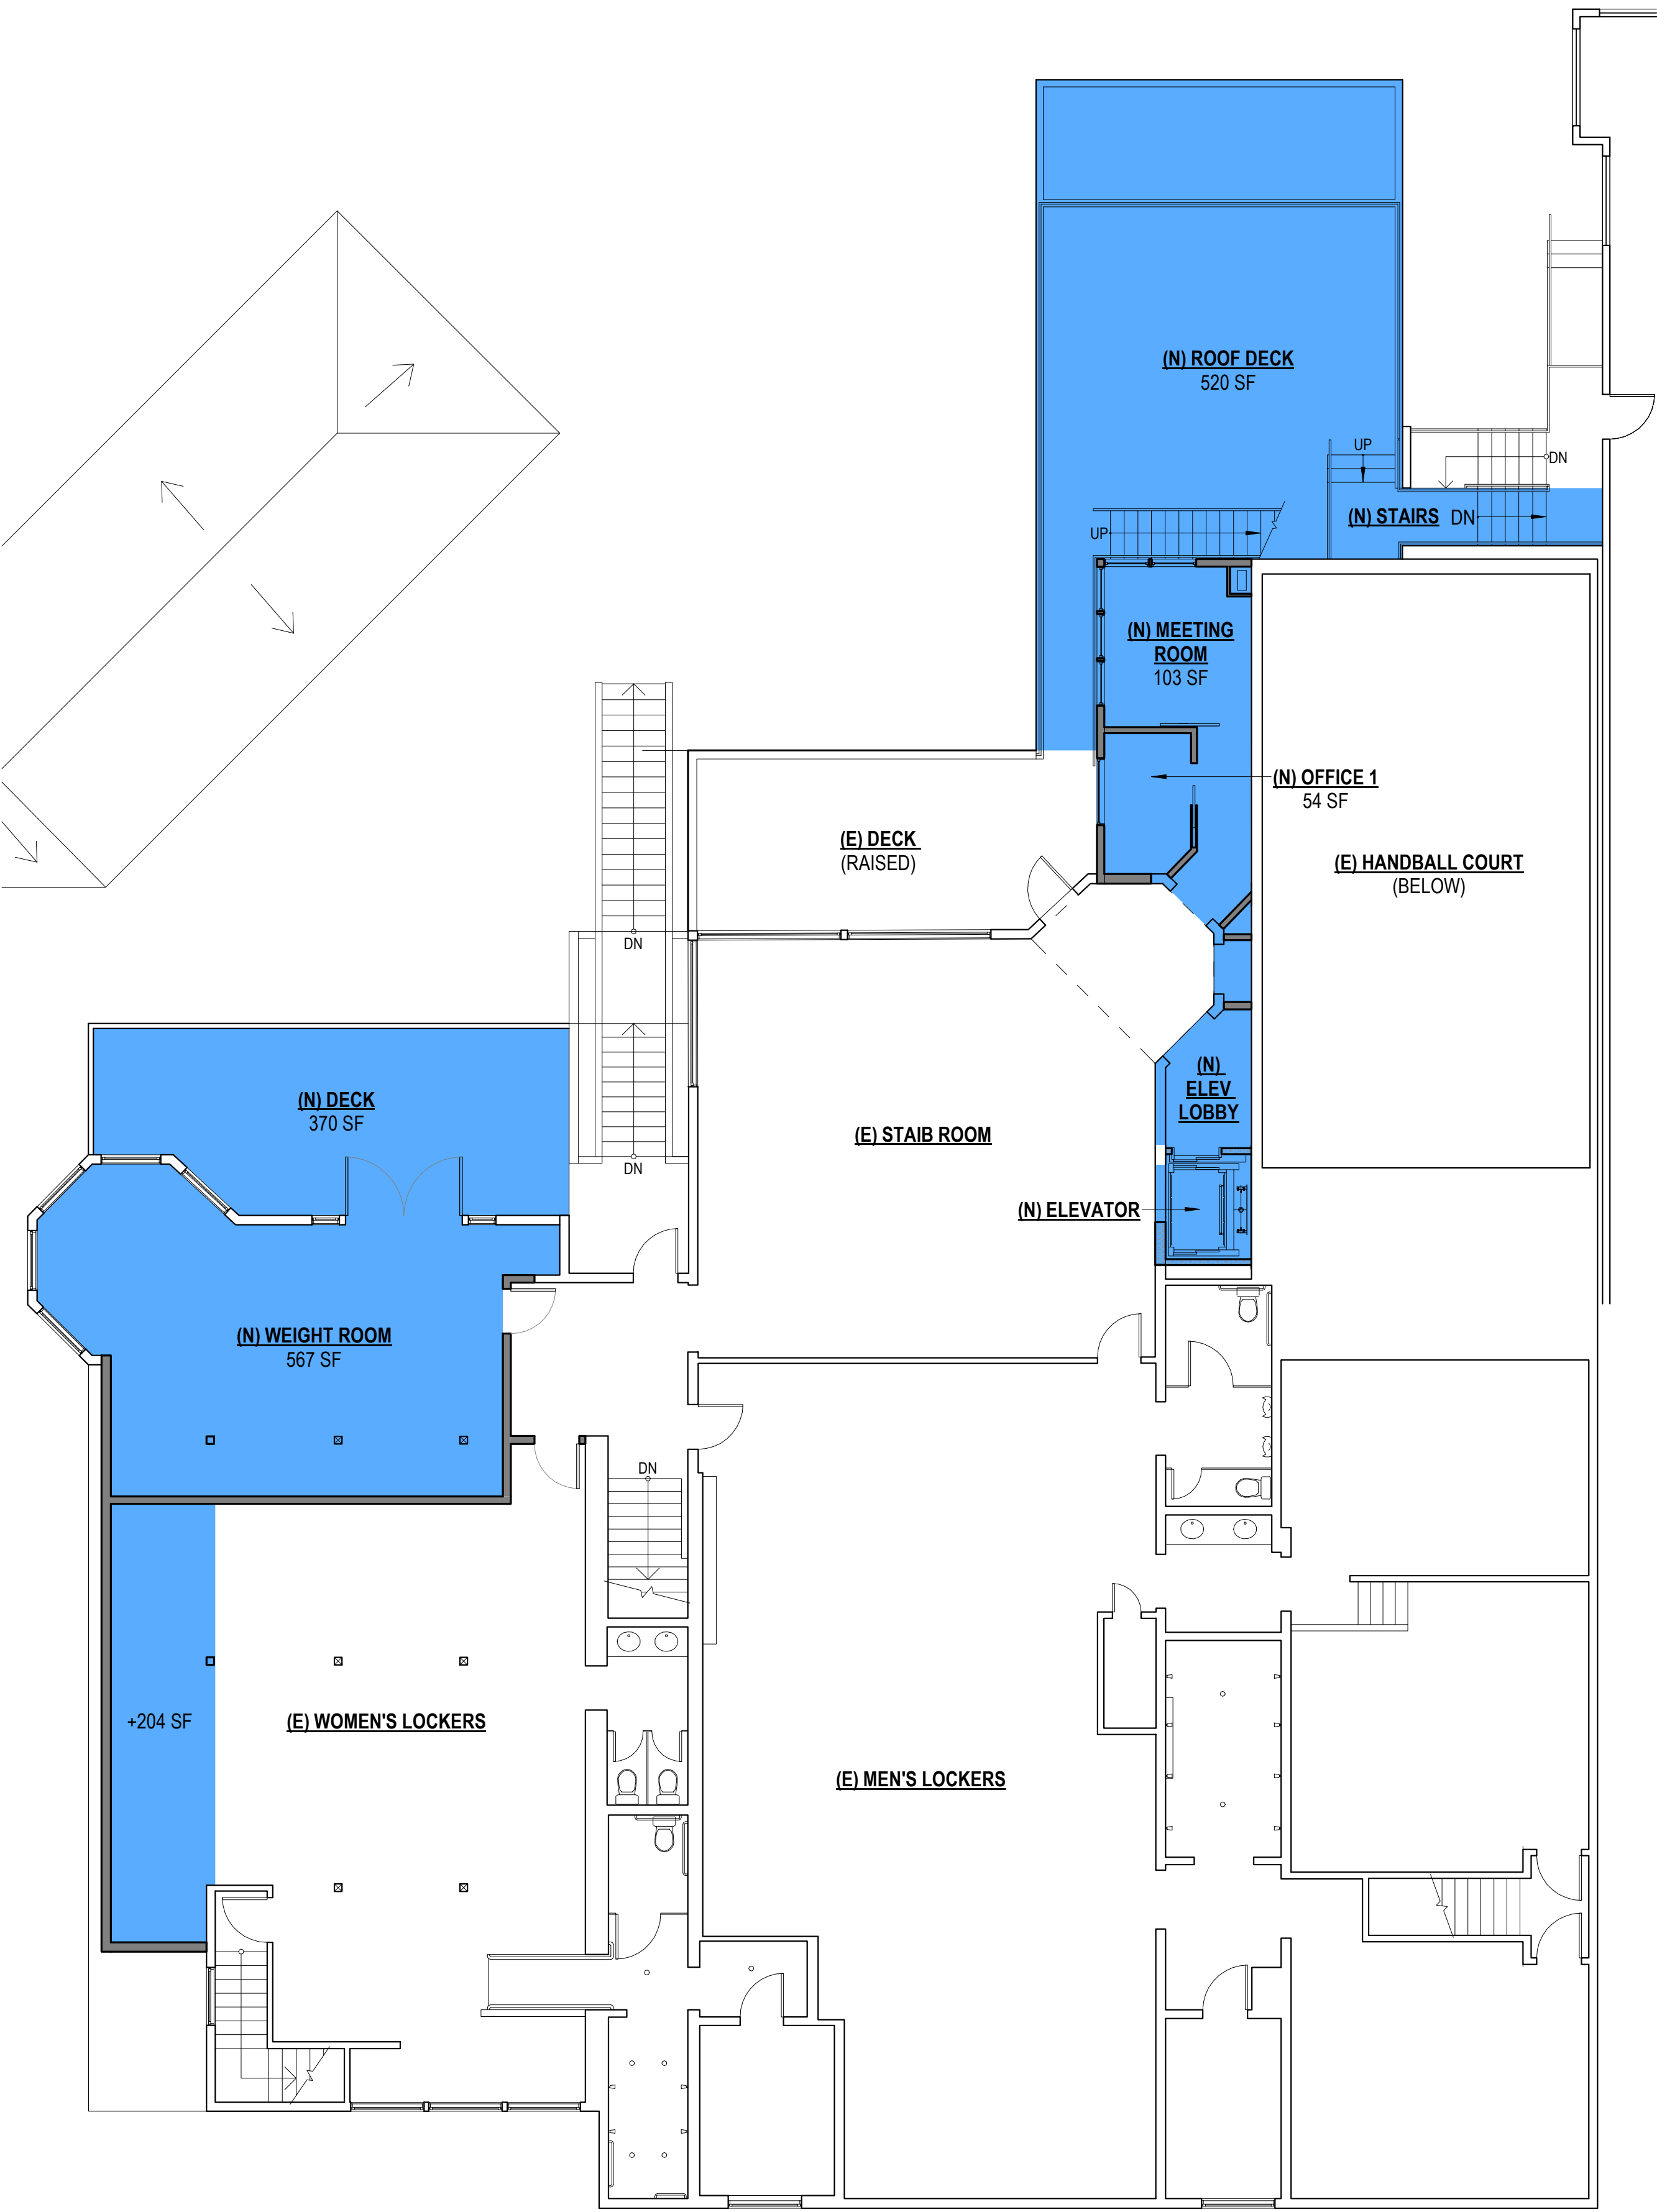 (N) ROOF DECK
520 SF
UP
DN
(N) STAIRS DN
UP
(N) MEETING
ROOM
103 SF
(N) OFFICE 1
54 SF
(E) DECK
(RAISED)
(E) HANDBALL COURT
(BELOW)
DN
(N) DECK
370 SF
(N)
ELEV
LOBBY
(E) STAIB ROOM
DN
(N) ELEVATOR
(N) WEIGHT ROOM
567 SF
DN
+204 SF
(E) WOMEN'S LOCKERS
(E) MEN'S LOCKERS